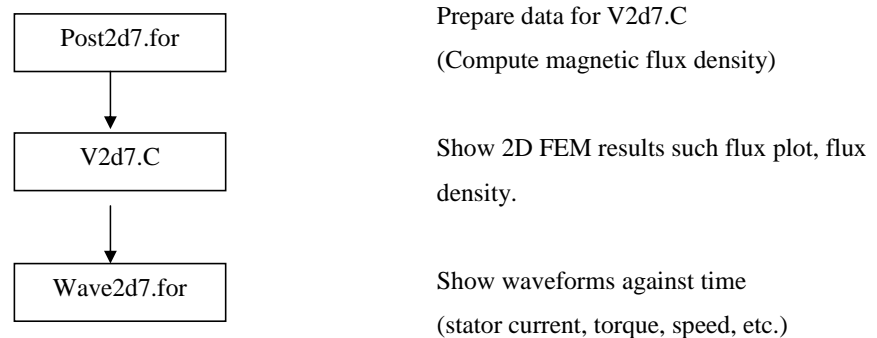 Post2d7.for
Prepare data for V2d7.C
(Compute magnetic flux density)
V2d7.C
Show 2D FEM results such flux plot, flux
density.
Wave2d7.for
Show waveforms against time
(stator current, torque, speed, etc.)